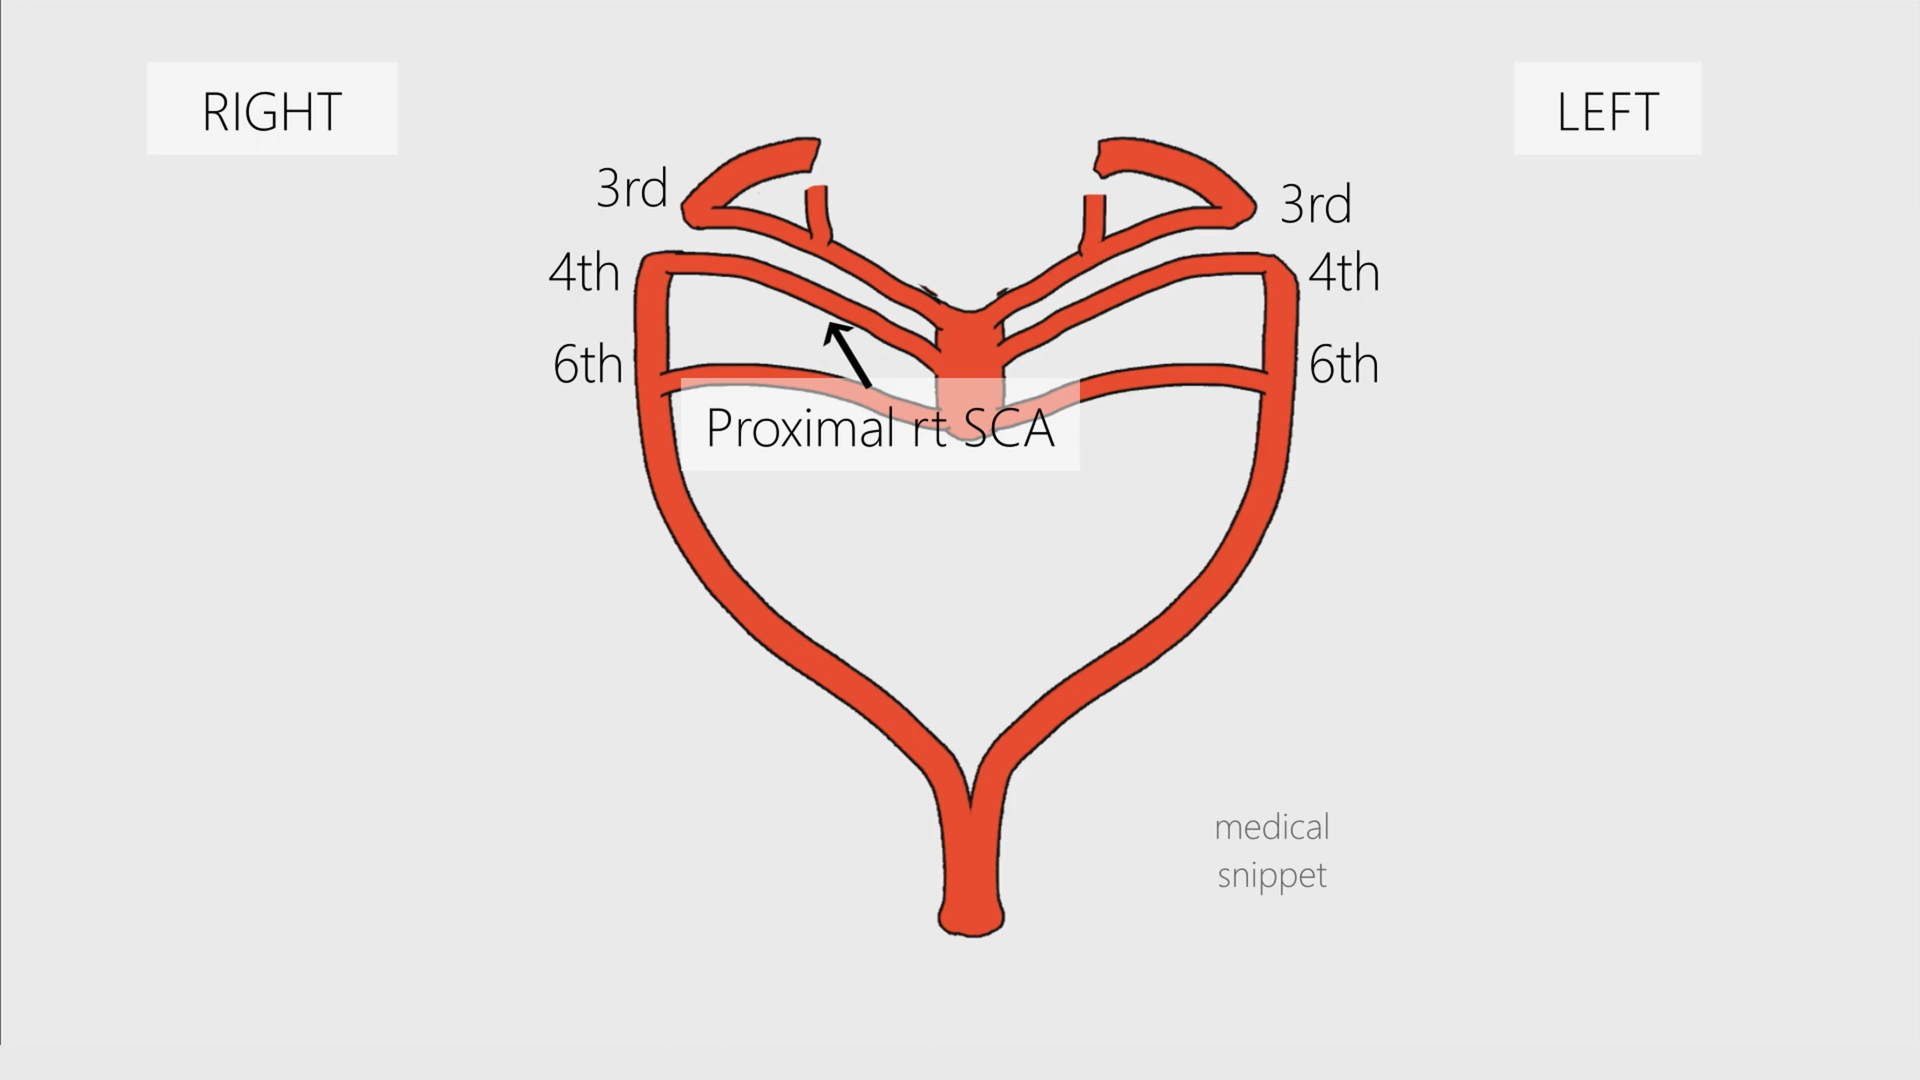 RIGHT
LEFT
3rd
3rd
4th
4th
6th
6th
Proximal rt SCA
medical
snippet